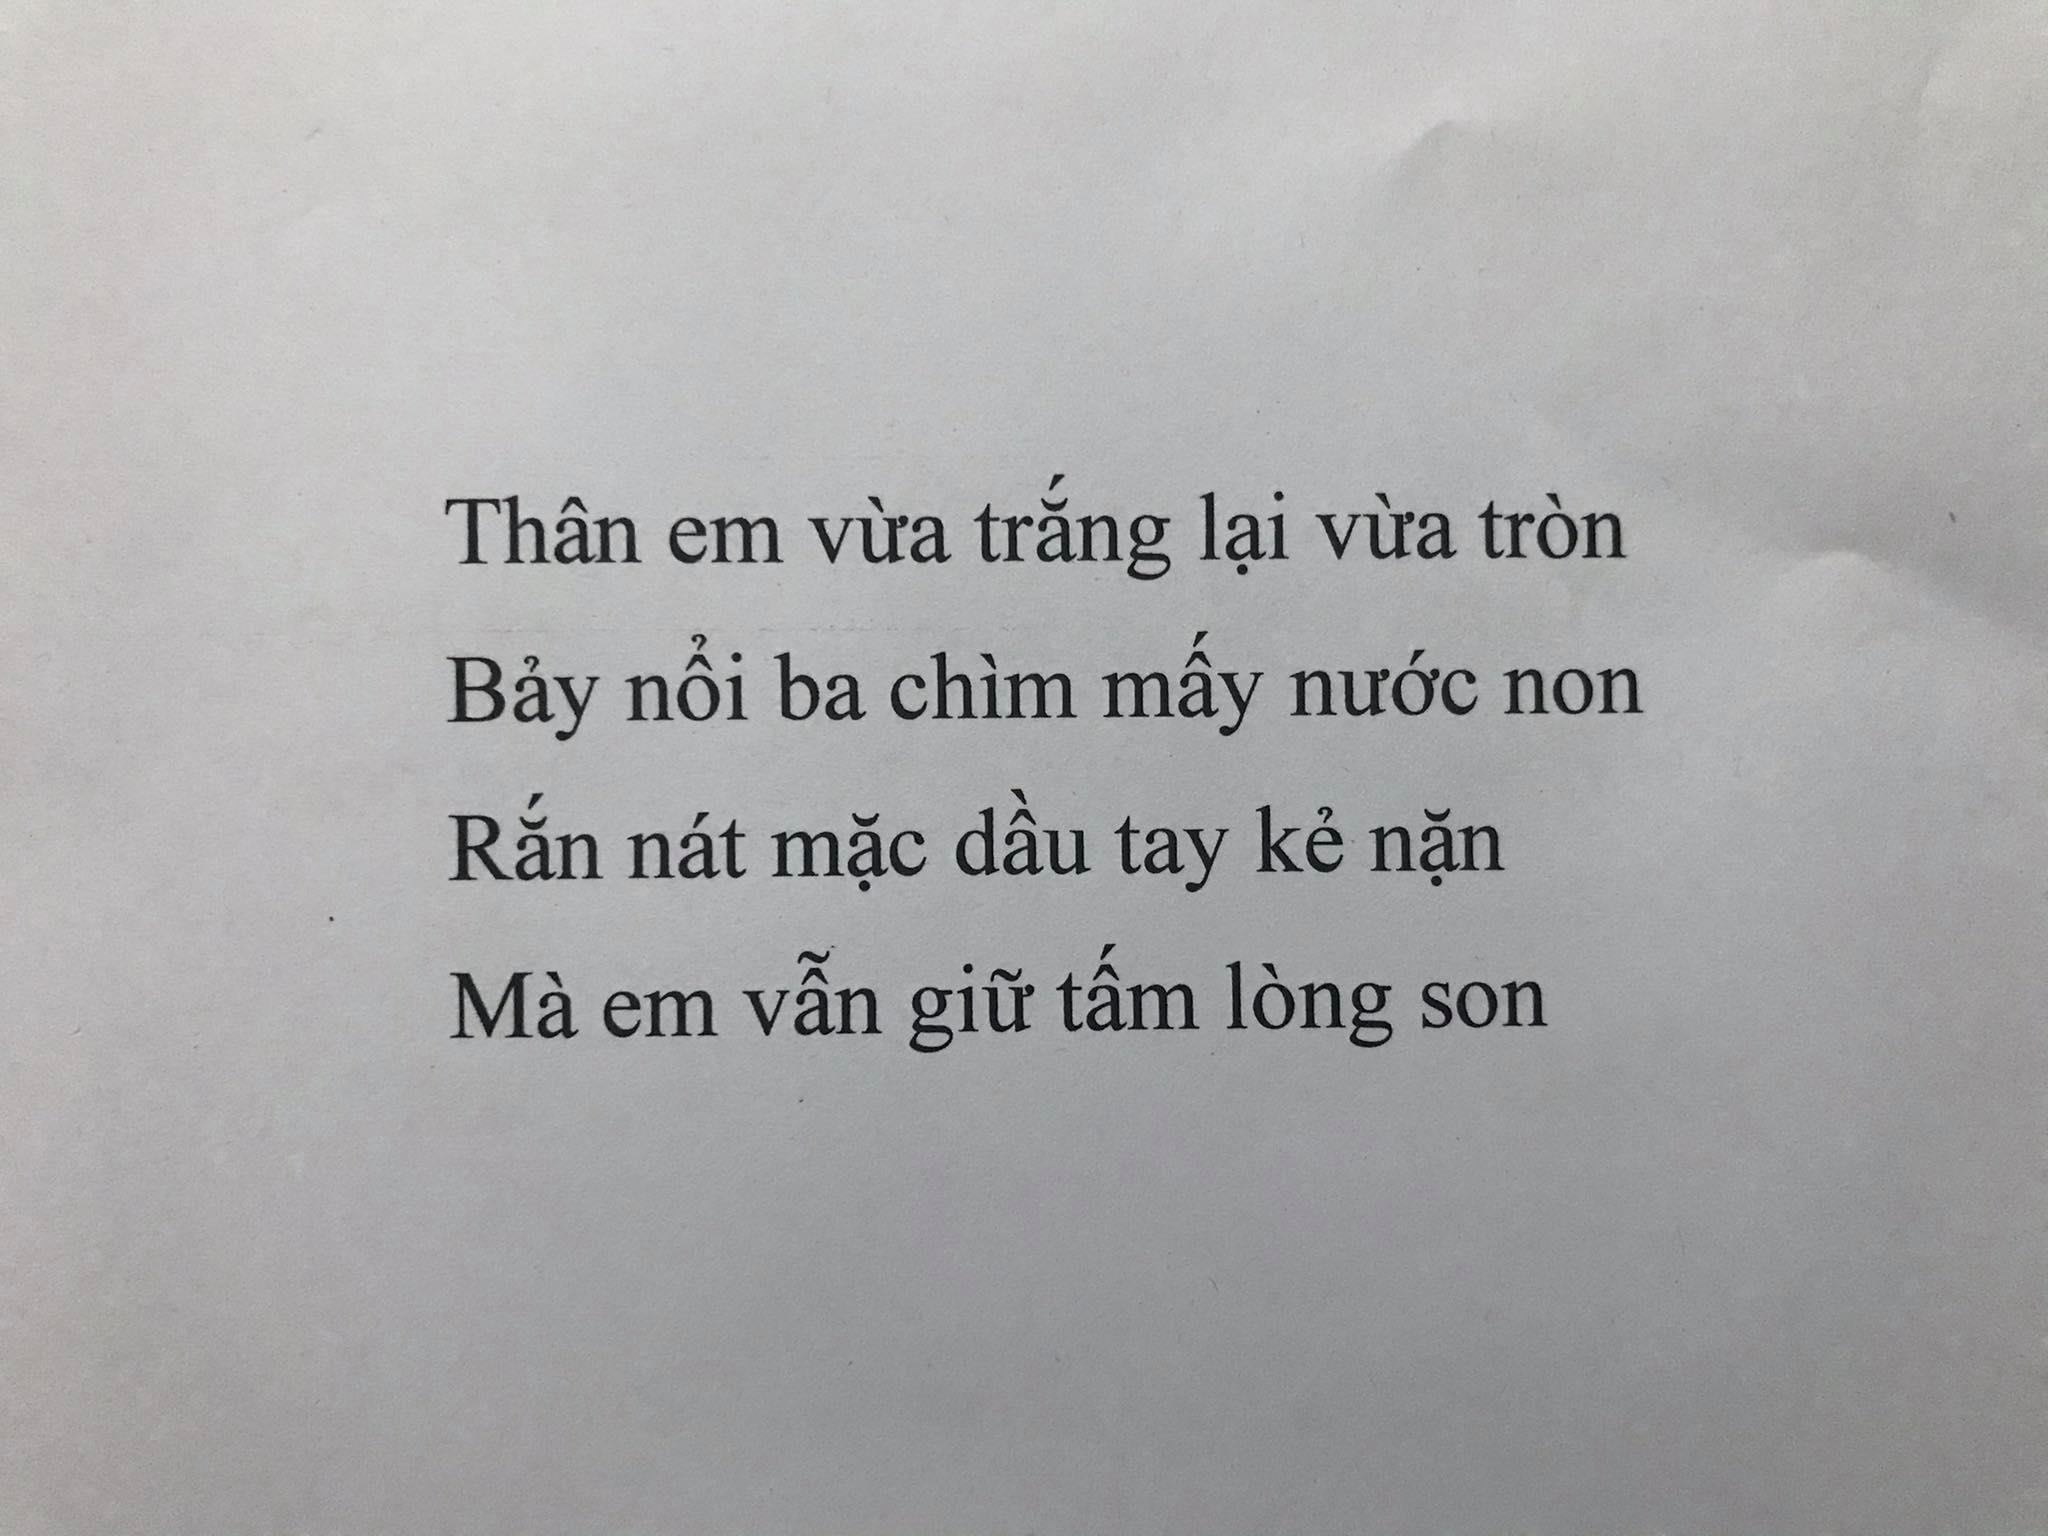 Thân em vừa trắng lại vừa tròn
Bảy nổi ba chìm mấy nước non
Rắn nát mặc dầu tay kẻ nặn
Mà em vẫn giữ tấm lòng son